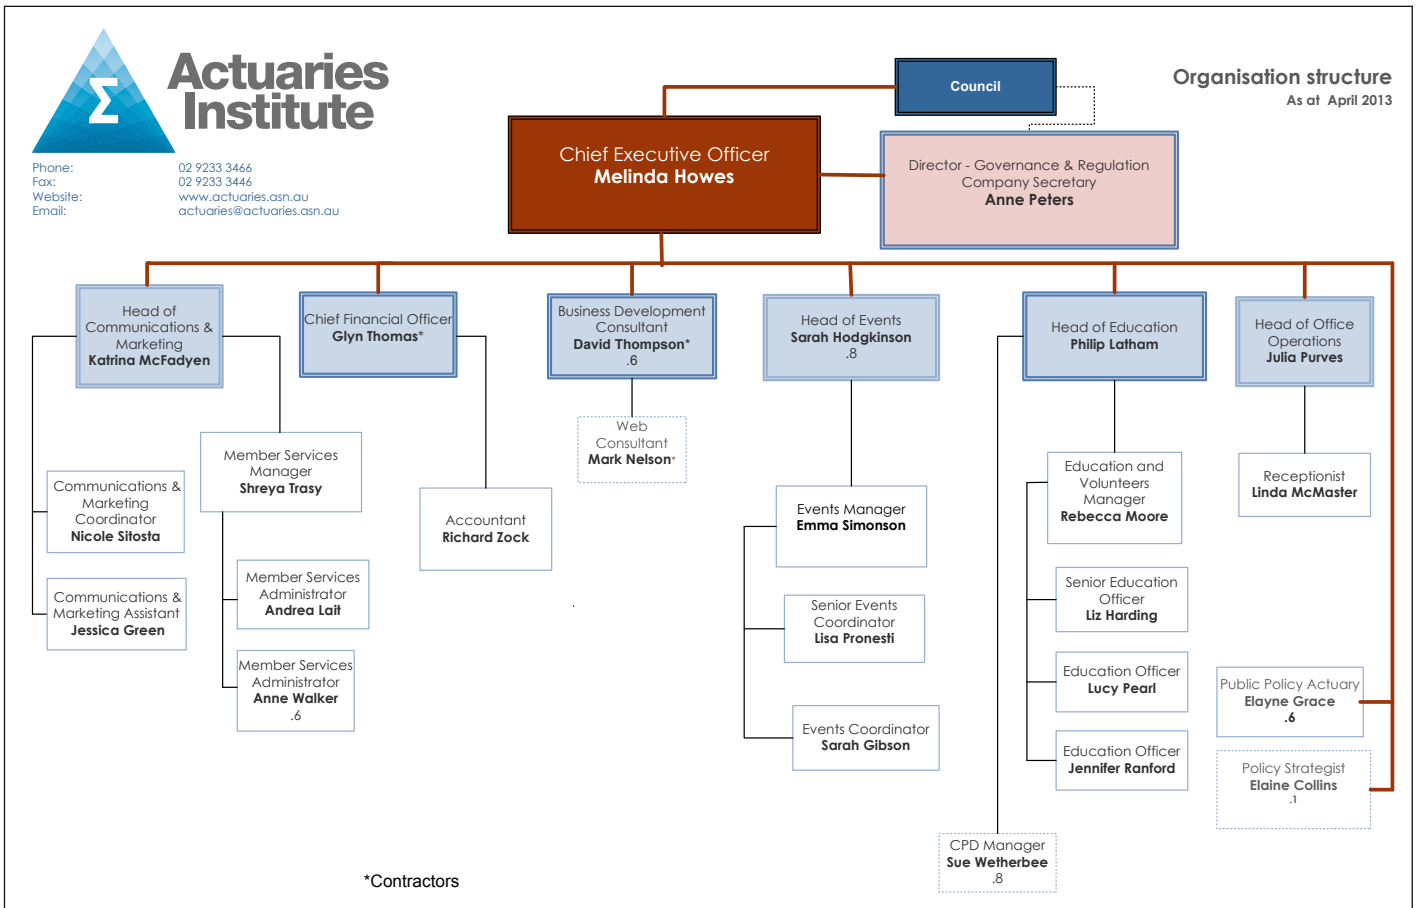 Σ
Actuaries
Institute
Phone: 02 9233 3466
Fax: 02 9233 3446
Website: www.actuaries.asn.au
Email: actuaries@actuaries.asn.au
Organisation structure
As at April 2013
Council
Chief Executive Officer
Melinda Howes
Director - Governance & Regulation
Company Secretary
Anne Peters
Head of
Communications &
Marketing
Katrina McFadyen
Chief Financial Officer
Glyn Thomas*
Business Development
Consultant
David Thompson*
.6
Head of Events
Sarah Hodgkinson
.8
Head of Education
Philip Latham
Head of Office
Operations
Julia Purves
Communications &
Marketing
Coordinator
Nicole Sitosta
Communications &
Marketing Assistant
Jessica Green
Member Services
Manager
Shreya Trasy
Member Services
Administrator
Andrea Lait
Member Services
Administrator
Anne Walker
.6
Accountant
Richard Zock
Web
Consultant
Mark Nelson*
Events Manager
Emma Simonson
Senior Events
Coordinator
Lisa Pronesti
Events Coordinator
Sarah Gibson
Education and
Volunteers
Manager
Rebecca Moore
Senior Education
Officer
Liz Harding
Education Officer
Lucy Pearl
Education Officer
Jennifer Ranford
CPD Manager
Sue Wetherbee
.8
Receptionist
Linda McMaster
Public Policy Actuary
Elayne Grace
.6
Policy Strategist
Elaine Collins
.1
*Contractors